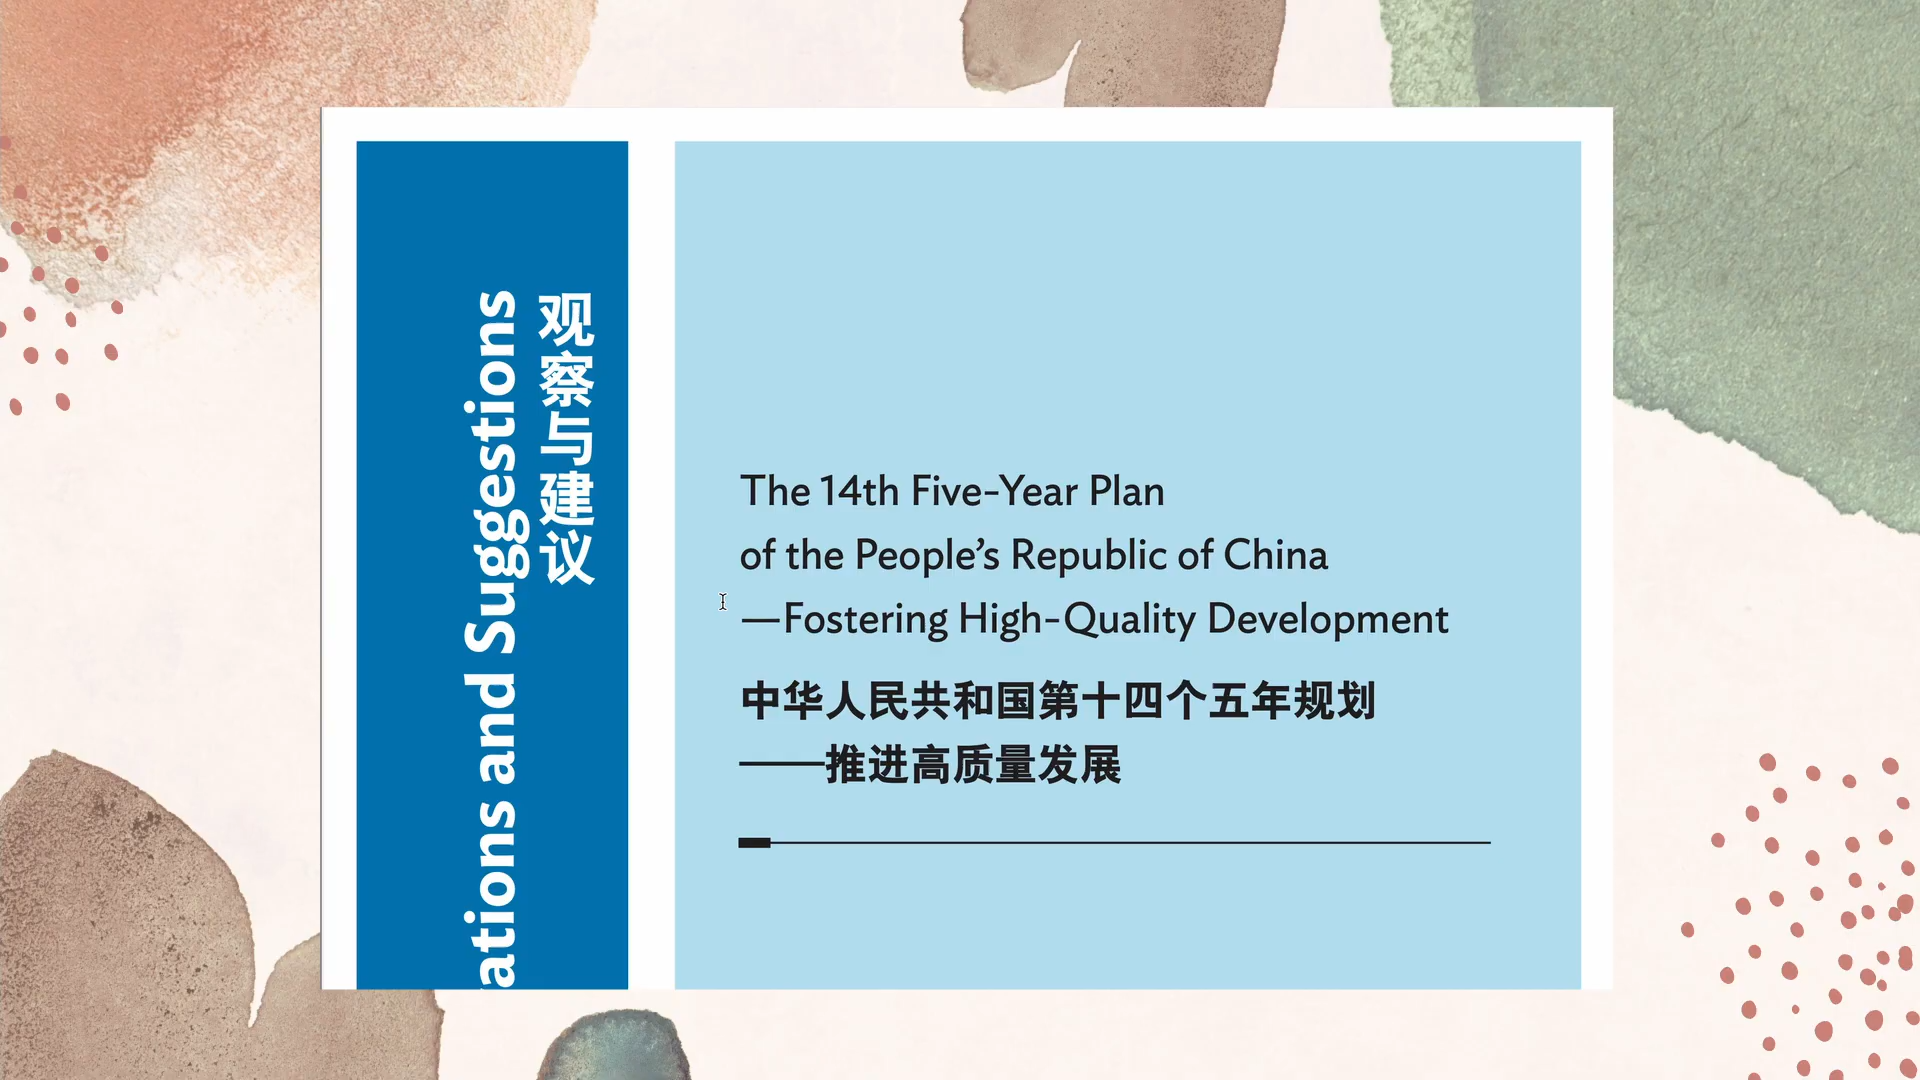 观察与建议
ations and Suggestions
The 14th Five-Year Plan
of the People’s Republic of China
—Fostering High-Quality Development
中华人民共和国第十四个五年规划
——推进高质量发展